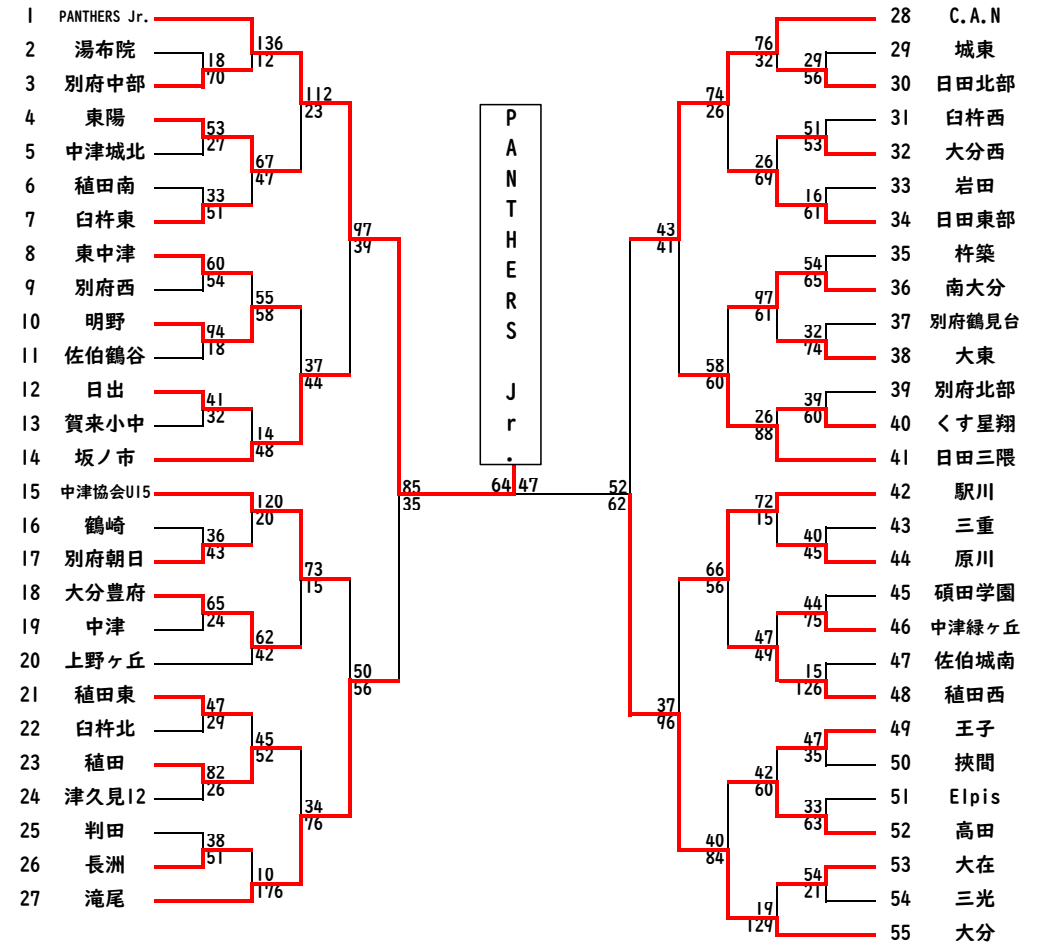 1 PANTHERS Jr.
2 湯布院
3 別府中部
4 東陽
5 中津城北
6 稙田南
7 臼杵東
8 東中津
9 別府西
10 明野
11 佐伯鶴谷
12 日出
13 賀来小中
14 坂ノ市
15 中津協会U15
16 鶴崎
17 別府朝日
18 大分豊府
19 中津
20 上野ヶ丘
21 稙田東
22 臼杵北
23 稙田
24 津久見12
25 判田
26 長洲
27 滝尾
18
70
53
27
33
51
60
54
94
18
41
32
36
43
65
24
47
29
82
26
38
51
136
12
67
47
55
58
14
48
120
20
62
42
45
52
10
176
112
23
37
44
73
15
34
76
97
39
50
56
85
35
PANTHERS Jr.
64 47
52
62
43
41
37
96
74
26
58
60
66
56
40
84
76
32
26
69
97
61
26
88
72
15
47
49
42
60
19
129
29
56
51
53
16
61
54
65
32
74
39
60
40
45
44
75
15
126
47
35
33
63
54
21
28 C.A.N
29 城東
30 日田北部
31 臼杵西
32 大分西
33 岩田
34 日田東部
35 杵築
36 南大分
37 別府鶴見台
38 大東
39 別府北部
40 くす星翔
41 日田三隈
42 駅川
43 三重
44 原川
45 碩田学園
46 中津緑ヶ丘
47 佐伯城南
48 稙田西
49 王子
50 挾間
51 Elpis
52 高田
53 大在
54 三光
55 大分